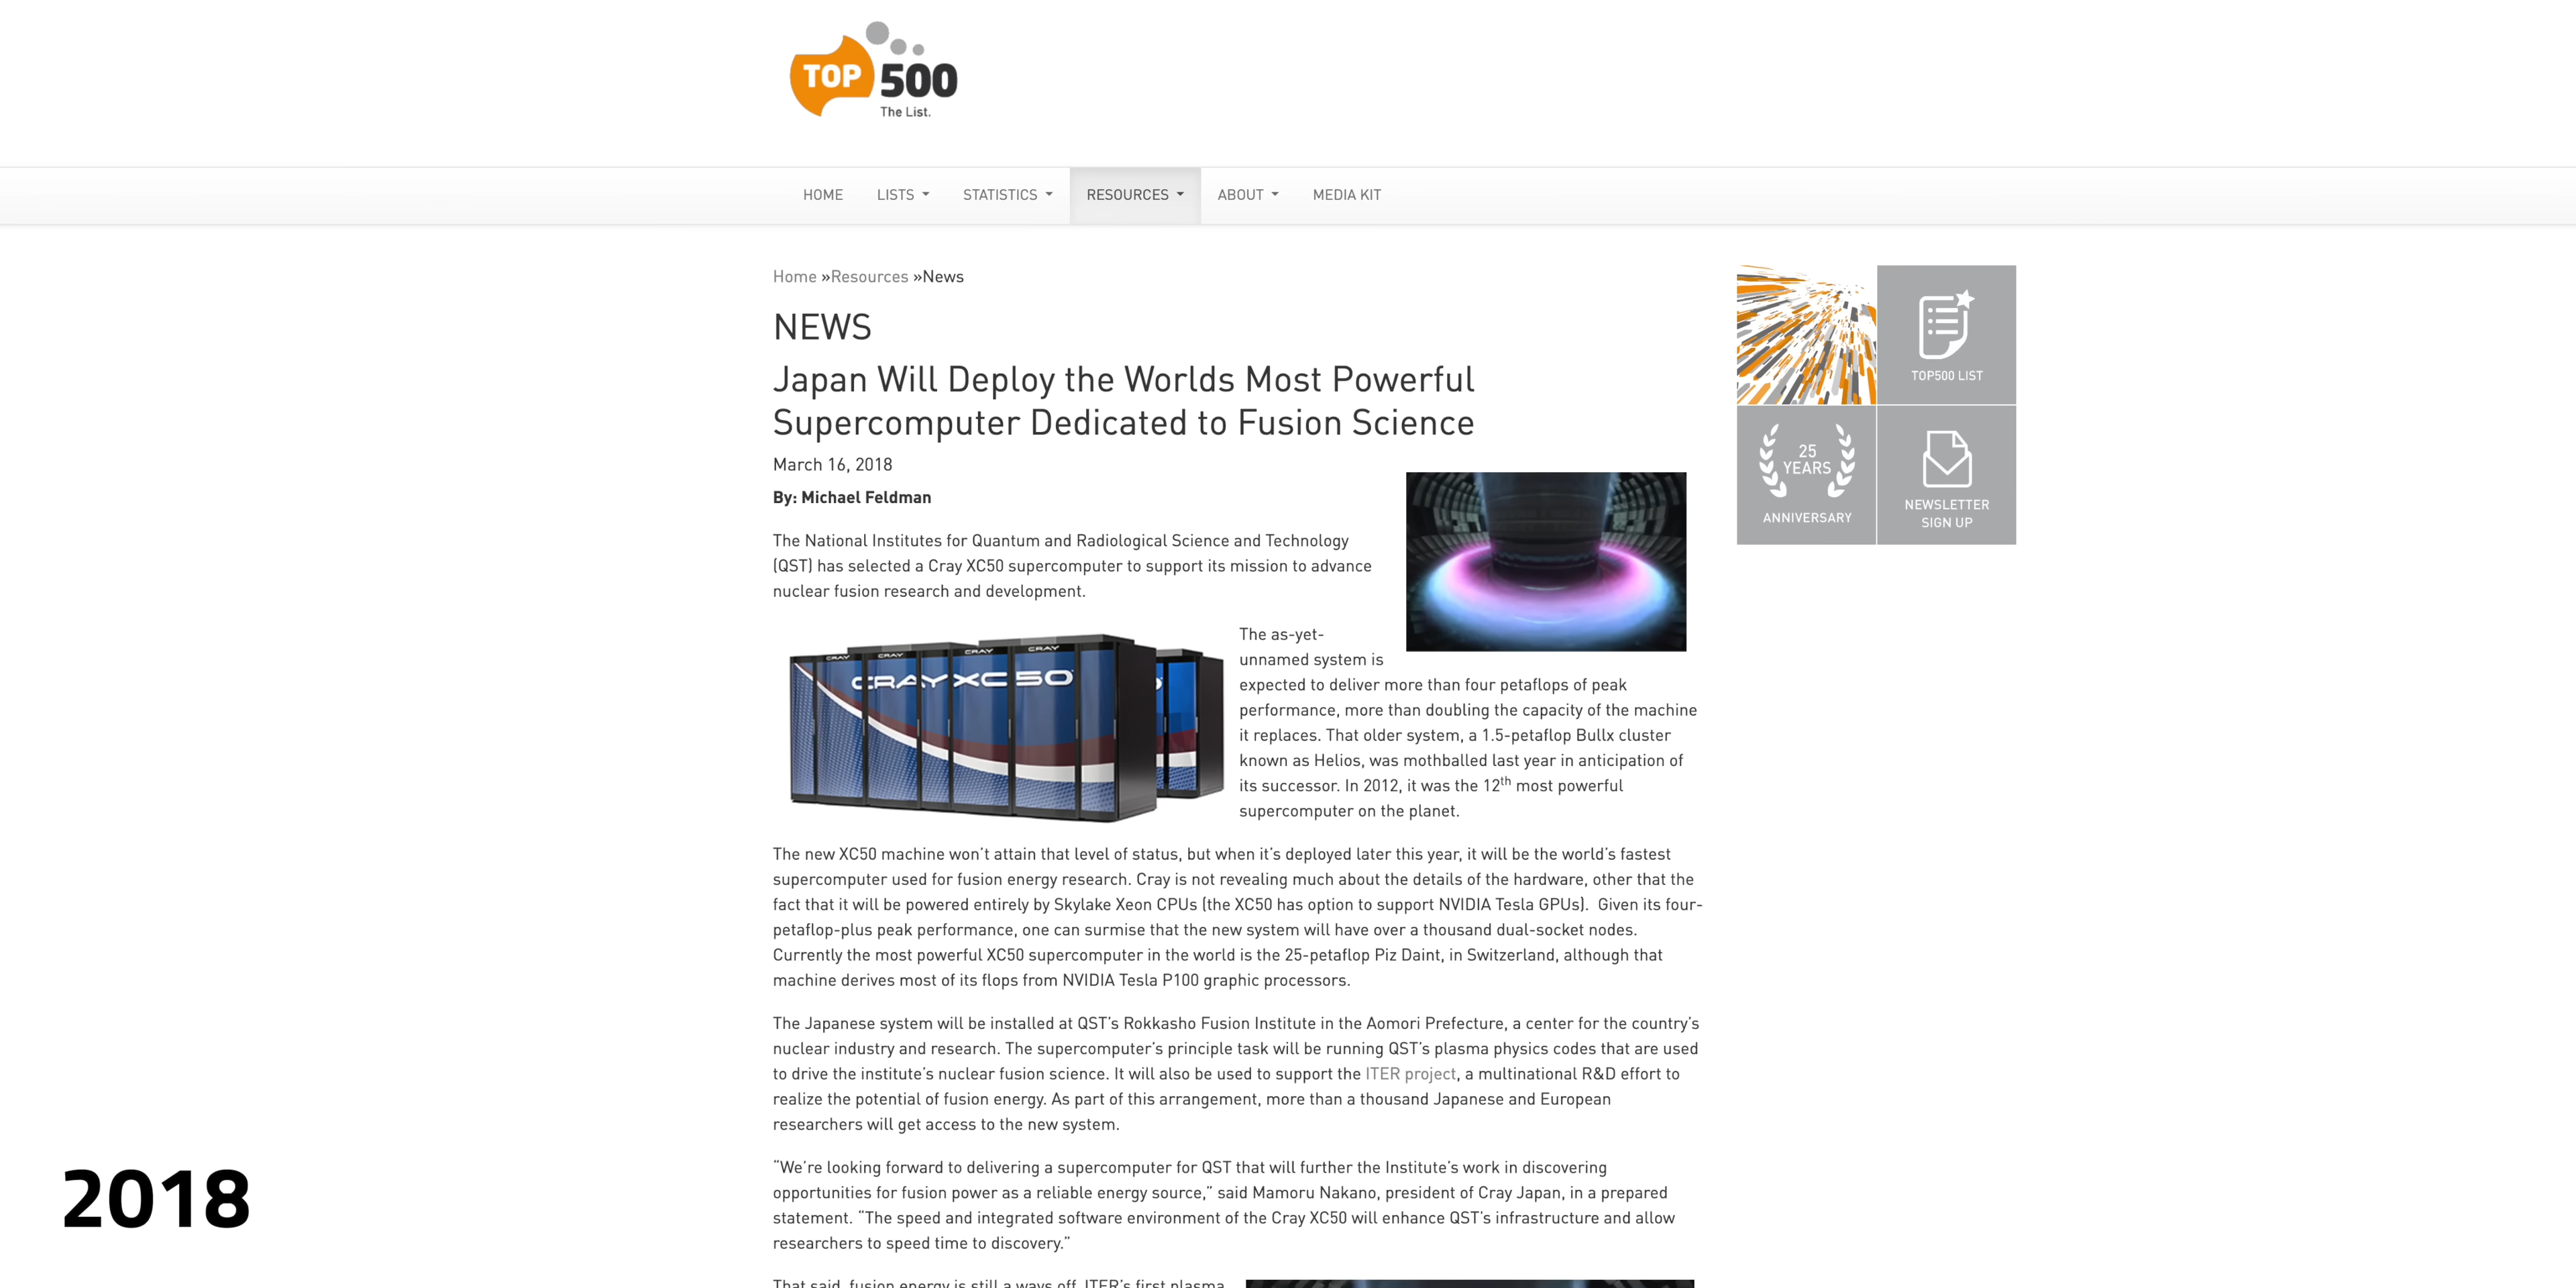 TOP 500
The List.
HOME LISTS STATISTICS RESOURCES ABOUT MEDIA KIT
Home »Resources »News
NEWS
Japan Will Deploy the Worlds Most Powerful
Supercomputer Dedicated to Fusion Science
March 16, 2018
By: Michael Feldman
The National Institutes for Quantum and Radiological Science and Technology
(QST) has selected a Cray XC50 supercomputer to support its mission to advance
nuclear fusion research and development.
CRAY CRAY CRAY CRAY
CRAY XC 50
The as-yet-
unnamed system is
expected to deliver more than four petaflops of peak
performance, more than doubling the capacity of the machine
it replaces. That older system, a 1.5-petaflop Bullx cluster
known as Helios, was mothballed last year in anticipation of
its successor. In 2012, it was the 12th most powerful
supercomputer on the planet.
The new XC50 machine won't attain that level of status, but when it's deployed later this year, it will be the world's fastest
supercomputer used for fusion energy research. Cray is not revealing much about the details of the hardware, other that the
fact that it will be powered entirely by Skylake Xeon CPUs (the XC50 has option to support NVIDIA Tesla GPUs). Given its four-
petaflop-plus peak performance, one can surmise that the new system will have over a thousand dual-socket nodes.
Currently the most powerful XC50 supercomputer in the world is the 25-petaflop Piz Daint, in Switzerland, although that
machine derives most of its flops from NVIDIA Tesla P100 graphic processors.
The Japanese system will be installed at QST's Rokkasho Fusion Institute in the Aomori Prefecture, a center for the country's
nuclear industry and research. The supercomputer's principle task will be running QST's plasma physics codes that are used
to drive the institute's nuclear fusion science. It will also be used to support the ITER project, a multinational R&D effort to
realize the potential of fusion energy. As part of this arrangement, more than a thousand Japanese and European
researchers will get access to the new system.
"We're looking forward to delivering a supercomputer for QST that will further the Institute's work in discovering
opportunities for fusion power as a reliable energy source," said Mamoru Nakano, president of Cray Japan, in a prepared
statement. "The speed and integrated software environment of the Cray XC50 will enhance QST's infrastructure and allow
researchers to speed time to discovery."
That said, fusion energy is still a ways off. ITER's first plasma
TOP500 LIST
25
YEARS
ANNIVERSARY
NEWSLETTER
SIGN UP
2018